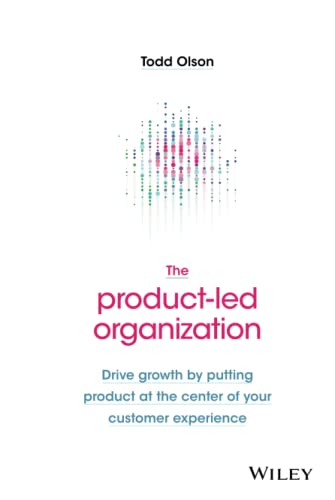 Todd Olson
The
product-led
organization
Drive growth by putting
product at the center of your
customer experience
WILEY